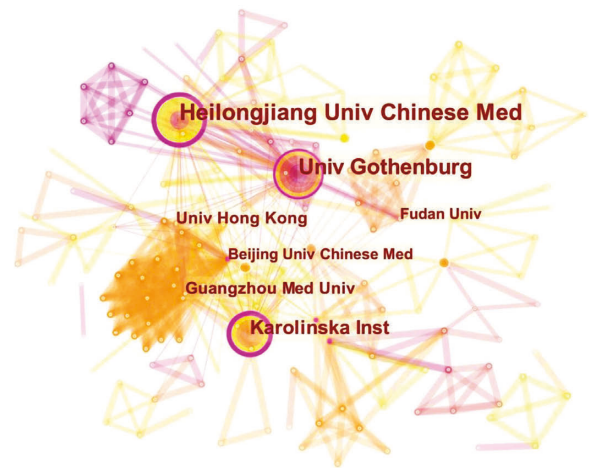 Heilongjiang Univ Chinese Med
Univ Gothenburg
Univ Hong Kong
Fudan Univ
Beijing Univ Chinese Med
Guangzhou Med Univ
Karolinska Inst